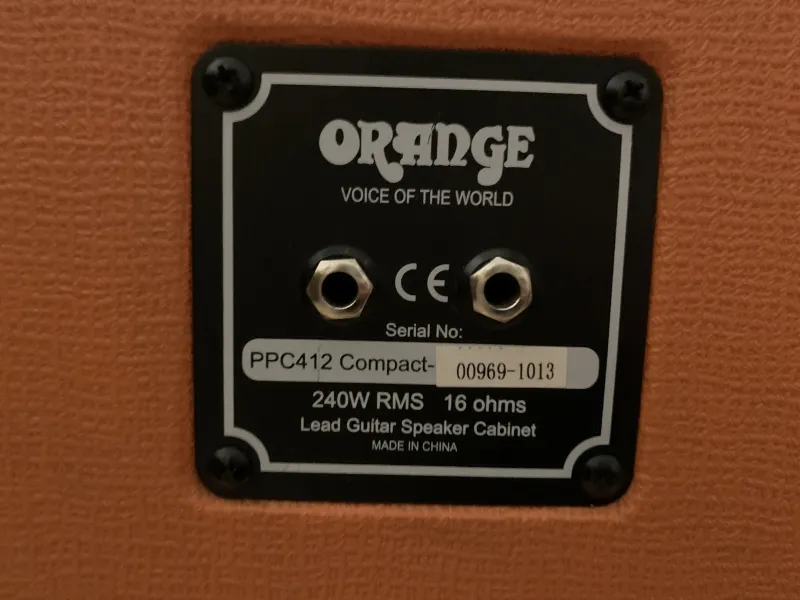 ORANGE
VOICE OF THE WORLD
CE
Serial No:
PPC412 Compact- 00969-1013
240W RMS 16 ohms
Lead Guitar Speaker Cabinet
MADE IN CHINA